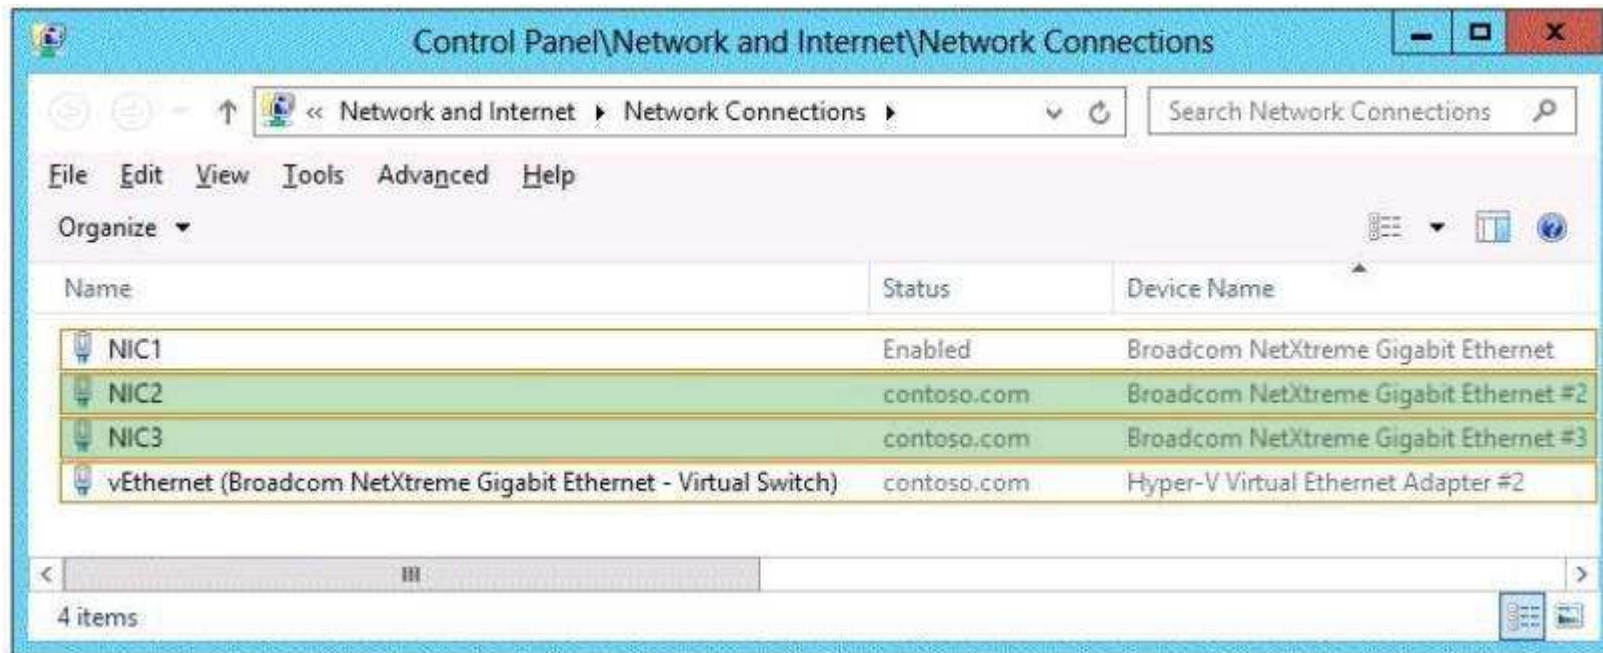 Control Panel\Network and Internet\Network Connections
« Network and Internet Network Connections Search Network Connections
File Edit View Tools Advanced Help
Organize
Name Status Device Name
NIC1 Enabled Broadcom NetXtreme Gigabit Ethernet
NIC2 contoso.com Broadcom NetXtreme Gigabit Ethernet #2
NIC3 contoso.com Broadcom NetXtreme Gigabit Ethernet #3
vEthernet (Broadcom NetXtreme Gigabit Ethernet - Virtual Switch) contoso.com Hyper-V Virtual Ethernet Adapter #2
4 items